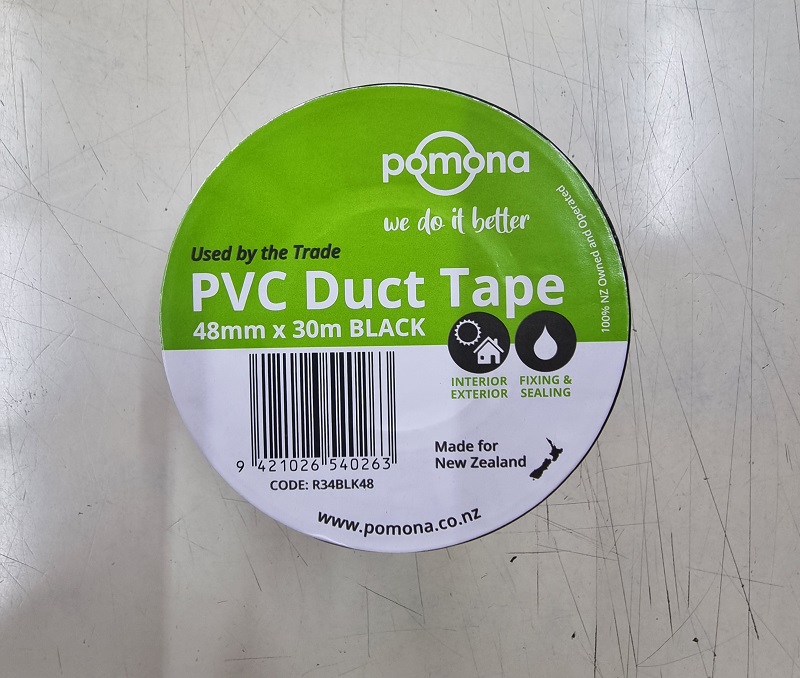 pomona
we do it better
100% NZ Owned and Operated
Used by the Trade
PVC Duct Tape
48mm x 30m BLACK
INTERIOR
EXTERIOR
FIXING &
SEALING
9 421026 540263
CODE: R34BLK48
Made for
New Zealand
www.pomona.co.nz